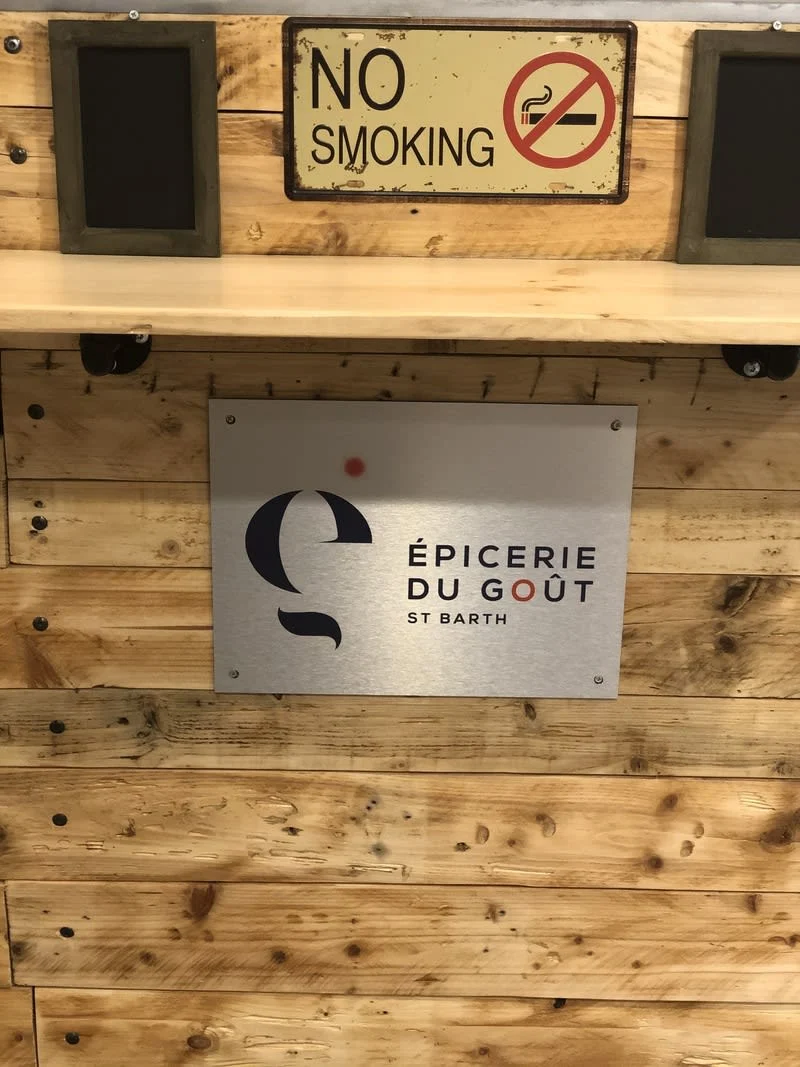 NO
SMOKING
ÉPICERIE
DU GOÛT
ST BARTH